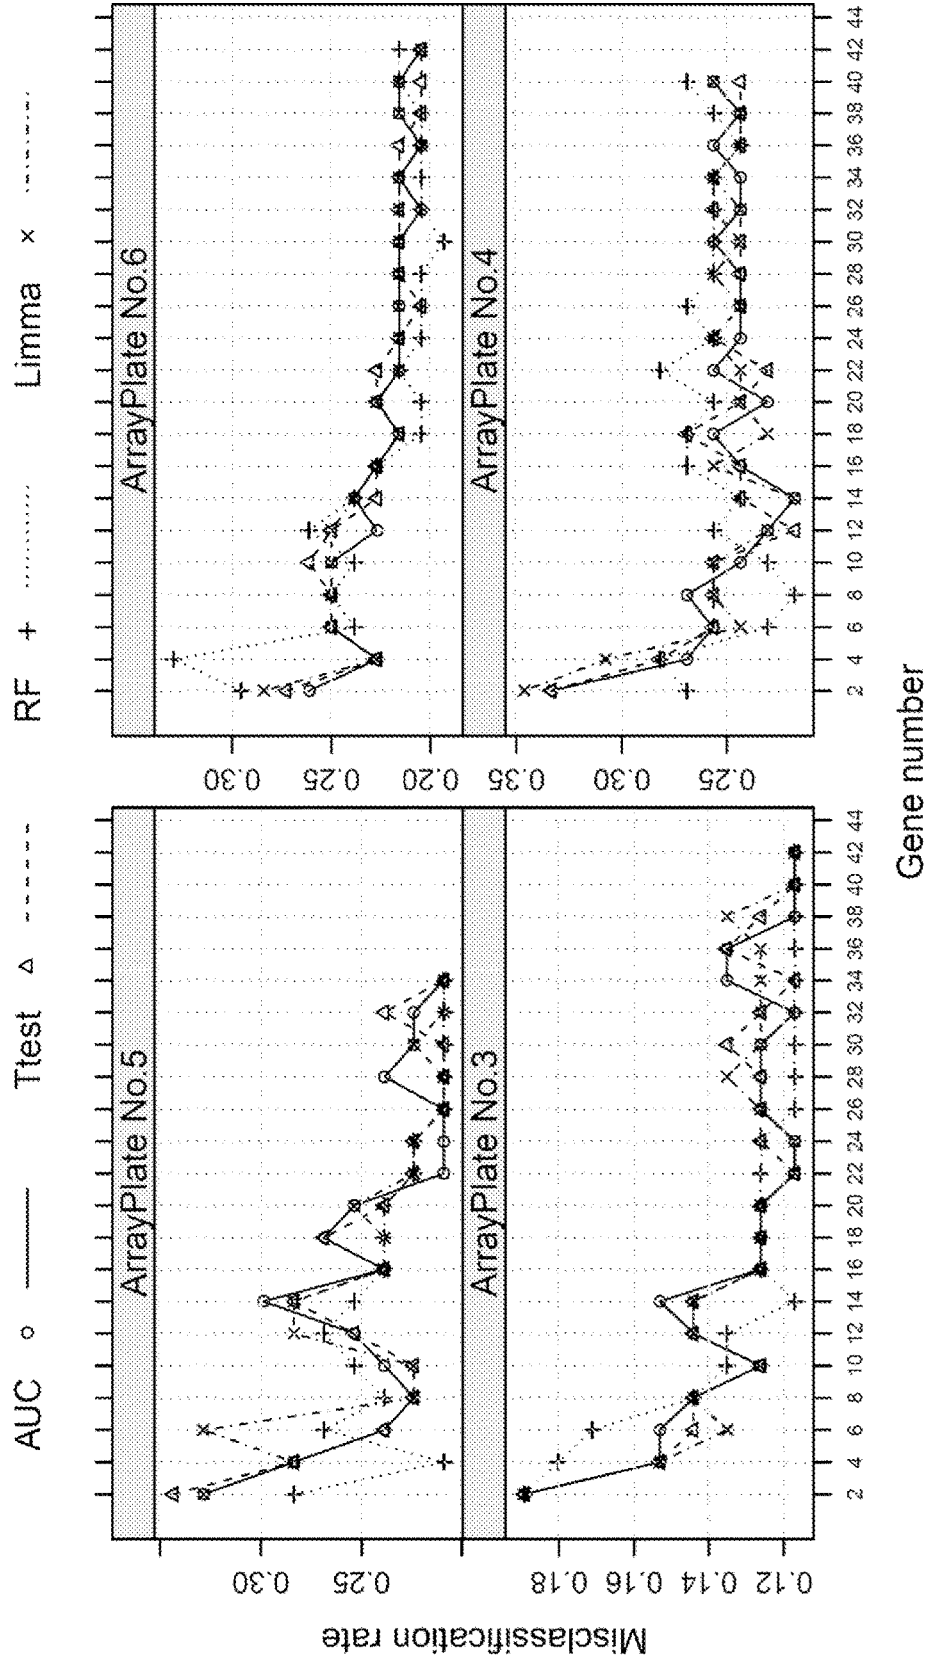 AUC Ttest RF Limma
ArrayPlate No.5
ArrayPlate No.6
0.30
0.25
0.30
0.25
0.20
ArrayPlate No.3
ArrayPlate No.4
0.18
0.16
0.14
0.12
0.35
0.30
0.25
2 4 6 8 10 12 14 16 18 20 22 24 26 28 30 32 34 36 38 40 42 44
2 4 6 8 10 12 14 16 18 20 22 24 26 28 30 32 34 36 38 40 42 44
Gene number
Misclassification rate